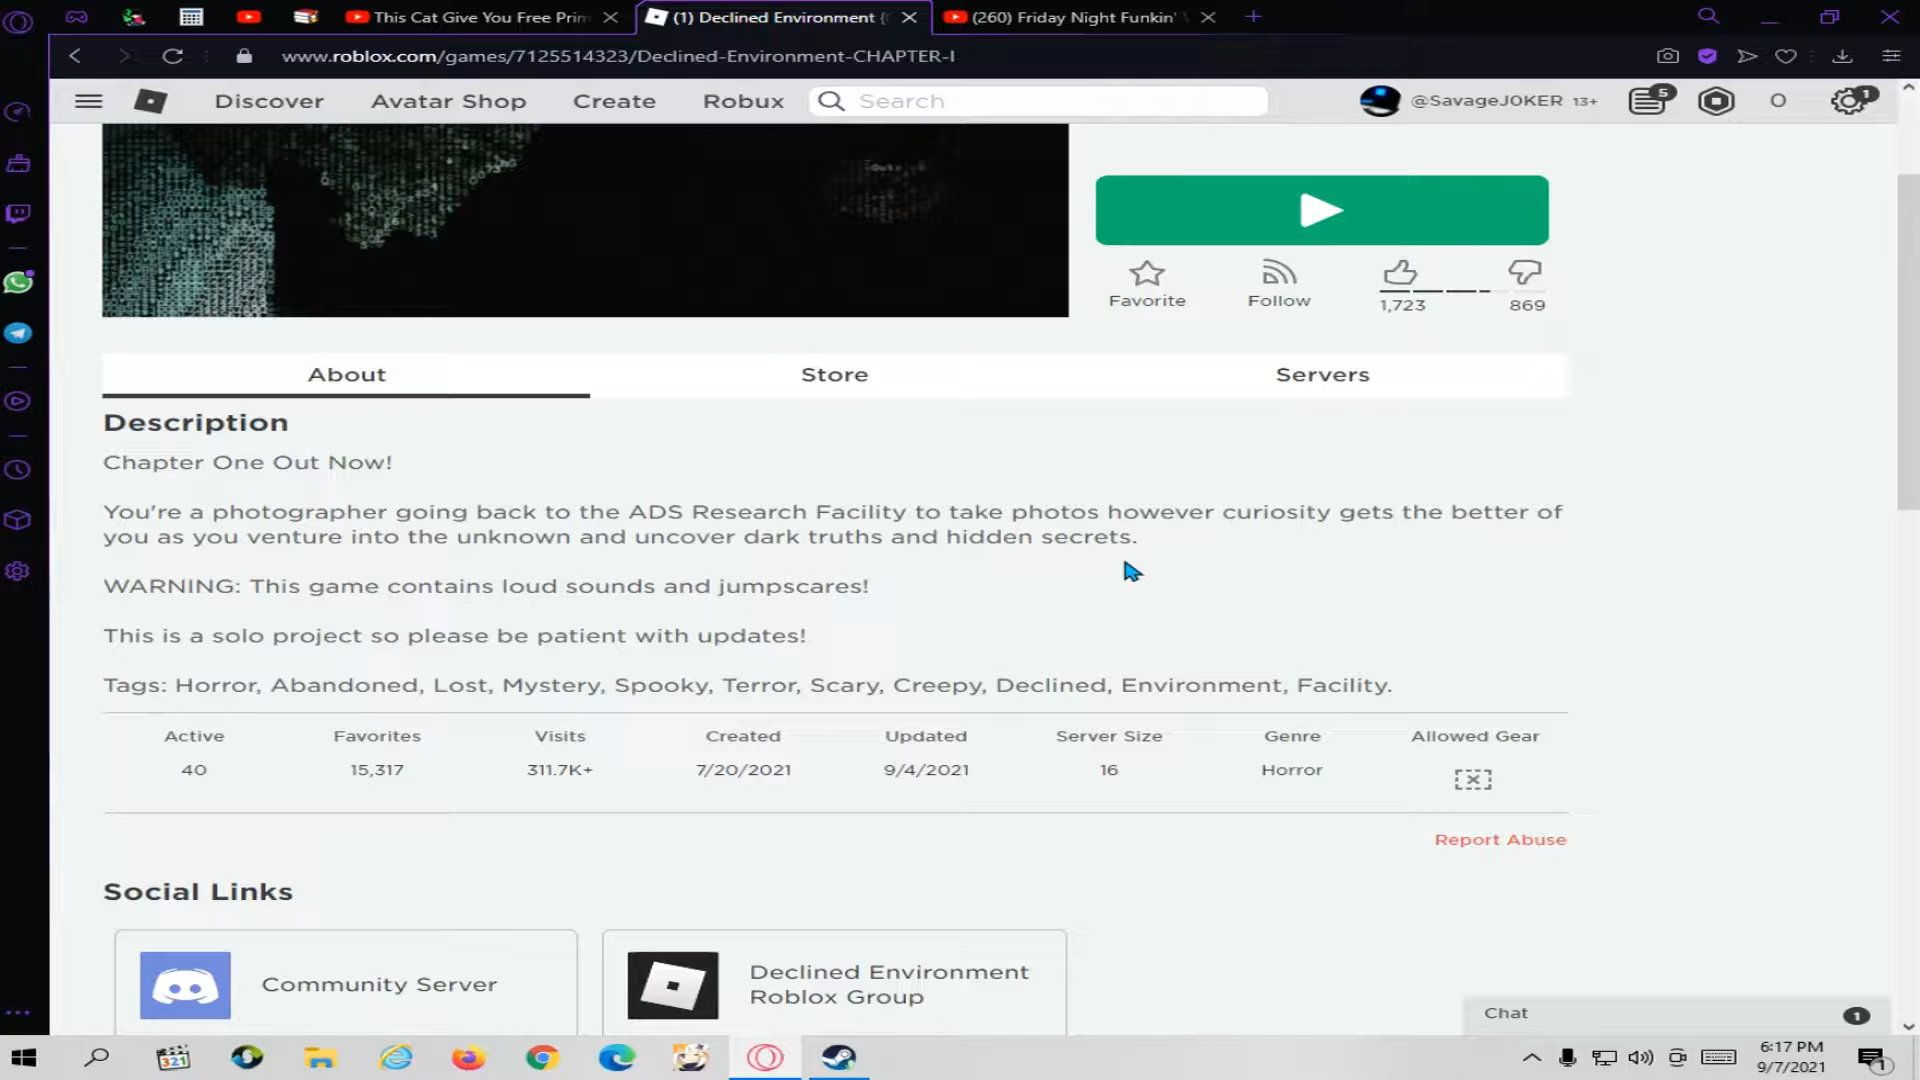 This Cat Give You Free Prim
(1) Declined Environment
(260) Friday Night Funkin'
www.roblox.com/games/7125514323/Declined-Environment-CHAPTER-I
Discover
Avatar Shop
Create
Robux
Search
@SavageJOKER 13+
5
0
1
Favorite
Follow
1,723
869
About
Store
Servers
Description
Chapter One Out Now!
You're a photographer going back to the ADS Research Facility to take photos however curiosity gets the better of
you as you venture into the unknown and uncover dark truths and hidden secrets.
WARNING: This game contains loud sounds and jumpscares!
This is a solo project so please be patient with updates!
Tags: Horror, Abandoned, Lost, Mystery, Spooky, Terror, Scary, Creepy, Declined, Environment, Facility.
Active
Favorites
Visits
Created
Updated
Server Size
Genre
Allowed Gear
40
15,317
311.7K+
7/20/2021
9/4/2021
16
Horror
Report Abuse
Social Links
Community Server
Declined Environment
Roblox Group
Chat
1
321
6:17 PM
9/7/2021
1